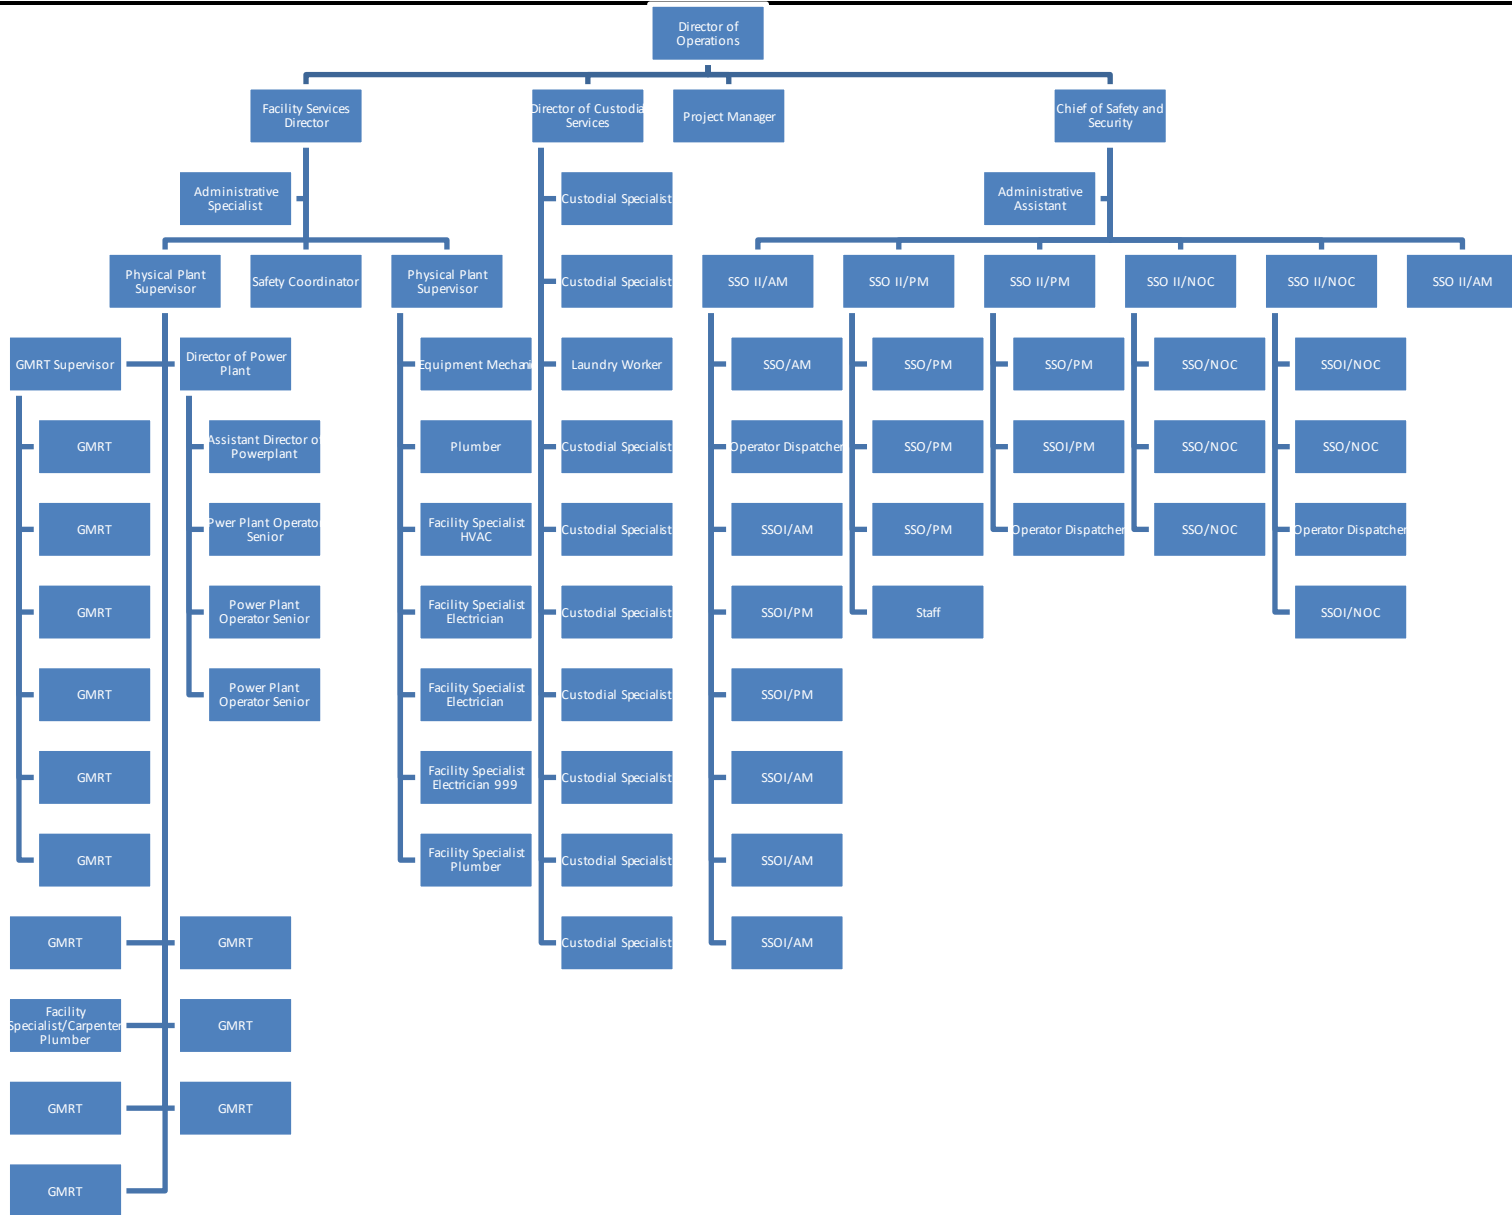 Director of
Operations
Facility Services
Director
Director of Custodia
Services
Project Manager
Chief of Safety and
Security
Administrative
Specialist
Custodial Specialist
Administrative
Assistant
Physical Plant
Supervisor
Safety Coordinator
Physical Plant
Supervisor
Custodial Specialist
SSO II/AM
SSO II/PM
SSO II/PM
SSO II/NOC
SSO II/NOC
SSO II/AM
GMRT Supervisor
Director of Power
Plant
Equipment Mechani
Laundry Worker
SSO/AM
SSO/PM
SSO/PM
SSO/NOC
SSOI/NOC
GMRT
Assistant Director of
Powerplant
Plumber
Custodial Specialist
Operator Dispatcher
SSO/PM
SSOI/PM
SSO/NOC
SSO/NOC
GMRT
Pwer Plant Operator
Senior
Facility Specialist
HVAC
Custodial Specialist
SSOI/AM
SSO/PM
Operator Dispatcher
SSO/NOC
Operator Dispatcher
GMRT
Power Plant
Operator Senior
Facility Specialist
Electrician
Custodial Specialist
SSOI/PM
Staff
SSOI/NOC
GMRT
Power Plant
Operator Senior
Facility Specialist
Electrician
Custodial Specialist
SSOI/PM
GMRT
Facility Specialist
Electrician 999
Custodial Specialist
SSOI/AM
GMRT
Facility Specialist
Plumber
Custodial Specialist
SSOI/AM
GMRT
GMRT
Custodial Specialist
SSOI/AM
Facility
Specialist/Carpenter
Plumber
GMRT
GMRT
GMRT
GMRT